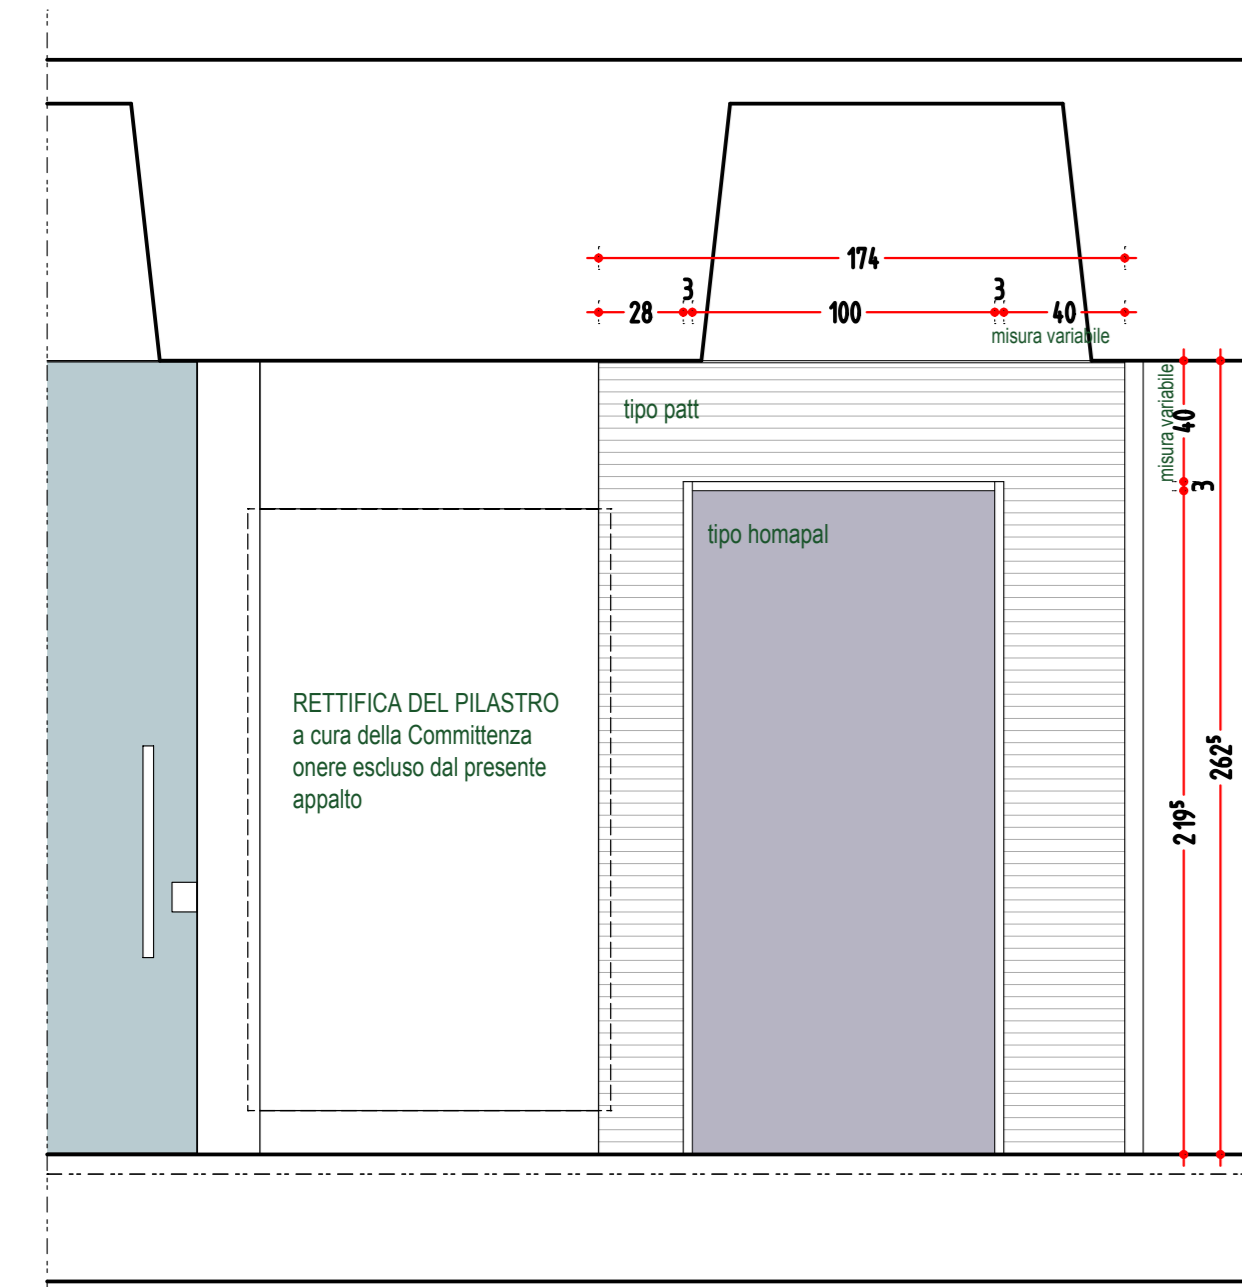 174
3
3
28
100
40
misura variabile
misura variabile
40
3
tipo patt
tipo homapal
RETTIFICA DEL PILASTRO
a cura della Committenza
onere escluso dal presente
appalto
262⁵
219⁵